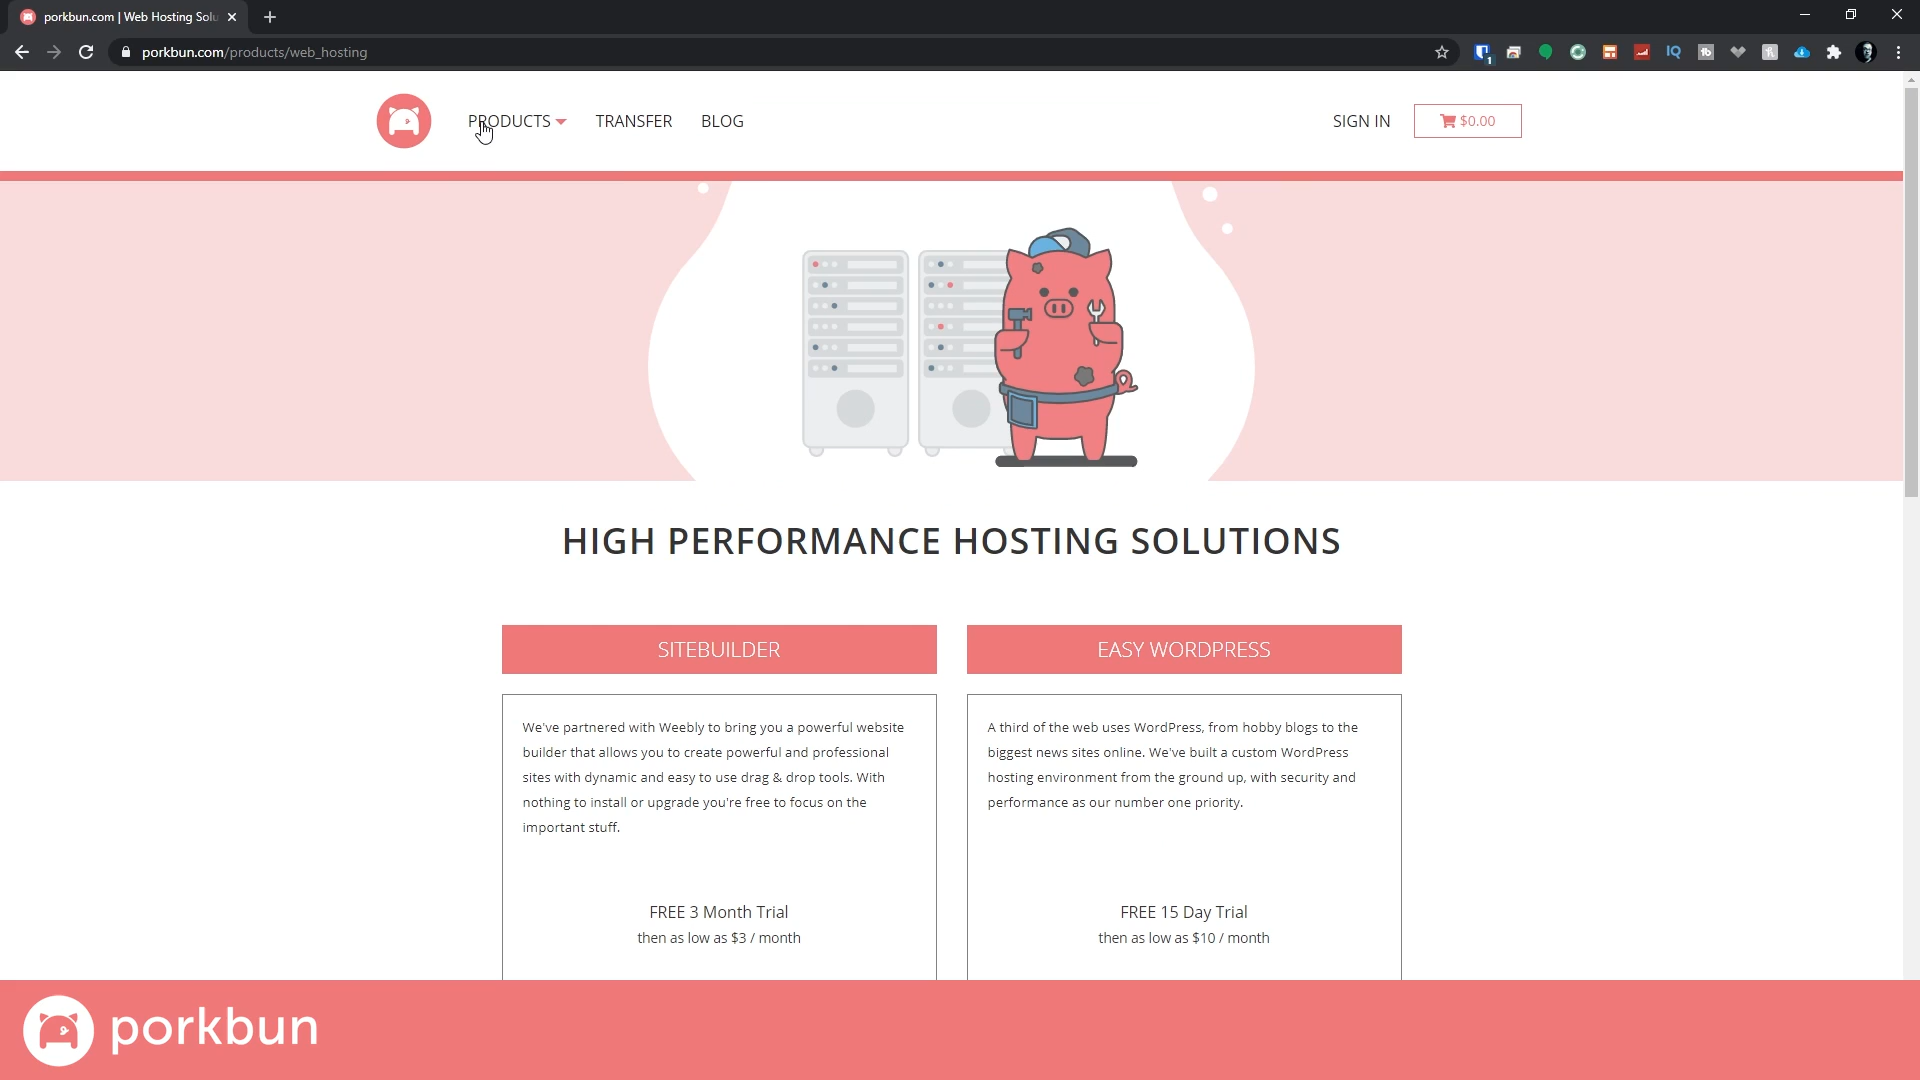 porkbun.com | Web Hosting Solu
porkbun.com/products/web_hosting
1
IQ
PRODUCTS
TRANSFER
BLOG
SIGN IN
$0.00
HIGH PERFORMANCE HOSTING SOLUTIONS
SITEBUILDER
We've partnered with Weebly to bring you a powerful website
builder that allows you to create powerful and professional
sites with dynamic and easy to use drag & drop tools. With
nothing to install or upgrade you're free to focus on the
important stuff.
FREE 3 Month Trial
then as low as $3 / month
EASY WORDPRESS
A third of the web uses WordPress, from hobby blogs to the
biggest news sites online. We've built a custom WordPress
hosting environment from the ground up, with security and
performance as our number one priority.
FREE 15 Day Trial
then as low as $10 / month
porkbun